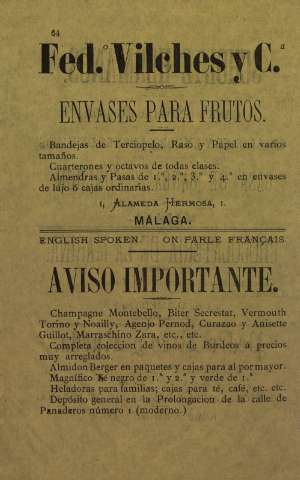 64
Fed.º Vilches y C.ª
ENVASES PARA FRUTOS.
Bandejas de Terciopelo, Raso y Papel en varios
tamaños.
Cuarterones y octavos de todas clases.
Almendras y Pasas de 1.ª, 2.ª, 3.ª y 4.ª en envases
de lujo ó cajas ordinarias.
1, ALAMEDA HERMOSA, 1.
MÁLAGA.
ENGLISH SPOKEN. ON PARLE FRANÇAIS
AVISO IMPORTANTE.
Champagne Montebello, Biter Secrestat, Vermouth
Torino y Noailly, Agenjo Pernod, Curazao y Anisette
Guillot, Marraschino Zara, etc., etc.
Completa coleccion de vinos de Burdeos á precios
muy arreglados.
Almidon Berger en paquetes y cajas para al por mayor.
Magnífico té negro de 1.ª y 2.ª y verde de 1.ª
Heladoras para familias; cajas para té, café, etc. etc.
Depósito general en la Prolongacion de la calle de
Panaderos número 1 (moderno.)